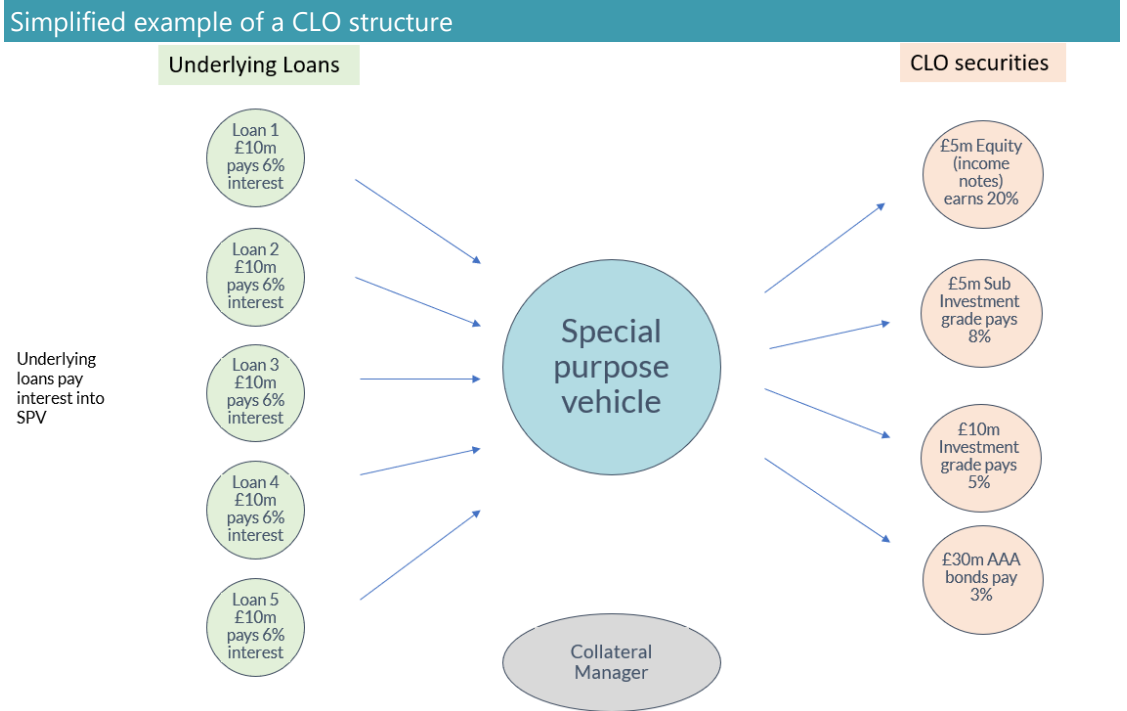 Simplified example of a CLO structure
Underlying Loans
CLO securities
Loan 1
£10m
pays 6%
interest
Loan 2
£10m
pays 6%
interest
Loan 3
£10m
pays 6%
interest
Loan 4
£10m
pays 6%
interest
Loan 5
£10m
pays 6%
interest
Underlying
loans pay
interest into
SPV
Special
purpose
vehicle
Collateral
Manager
£5m Equity
(income
notes)
earns 20%
£5m Sub
Investment
grade pays
8%
£10m
Investment
grade pays
5%
£30m AAA
bonds pay
3%